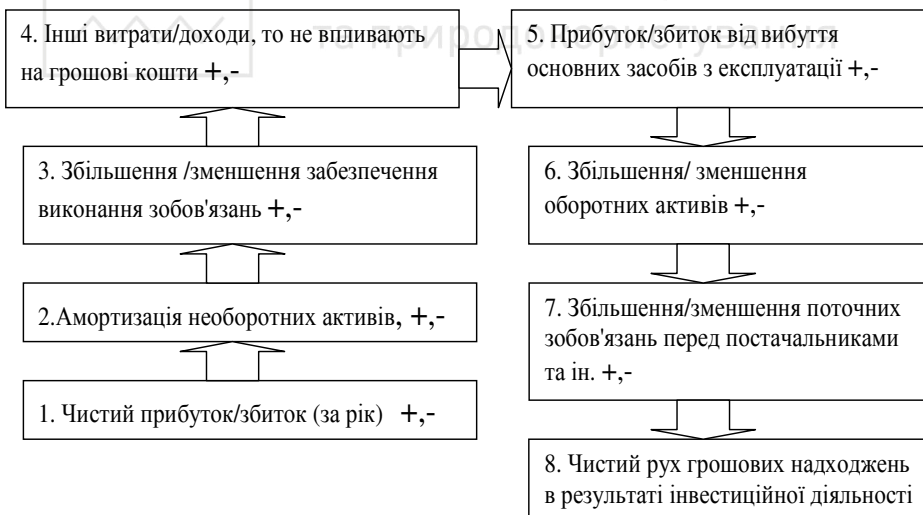 та природокористування
4. Інші витрати/доходи, то не впливають
на грошові кошти +,-
5. Прибуток/збиток від вибуття
основних засобів з експлуатації +,-
3. Збільшення /зменшення забезпечення
виконання зобов'язань +,-
6. Збільшення/ зменшення
оборотних активів +,-
2.Амортизація необоротних активів, +,-
7. Збільшення/зменшення поточних
зобов'язань перед постачальниками
та ін. +,-
1. Чистий прибуток/збиток (за рік) +,-
8. Чистий рух грошових надходжень
в результаті інвестиційної діяльності